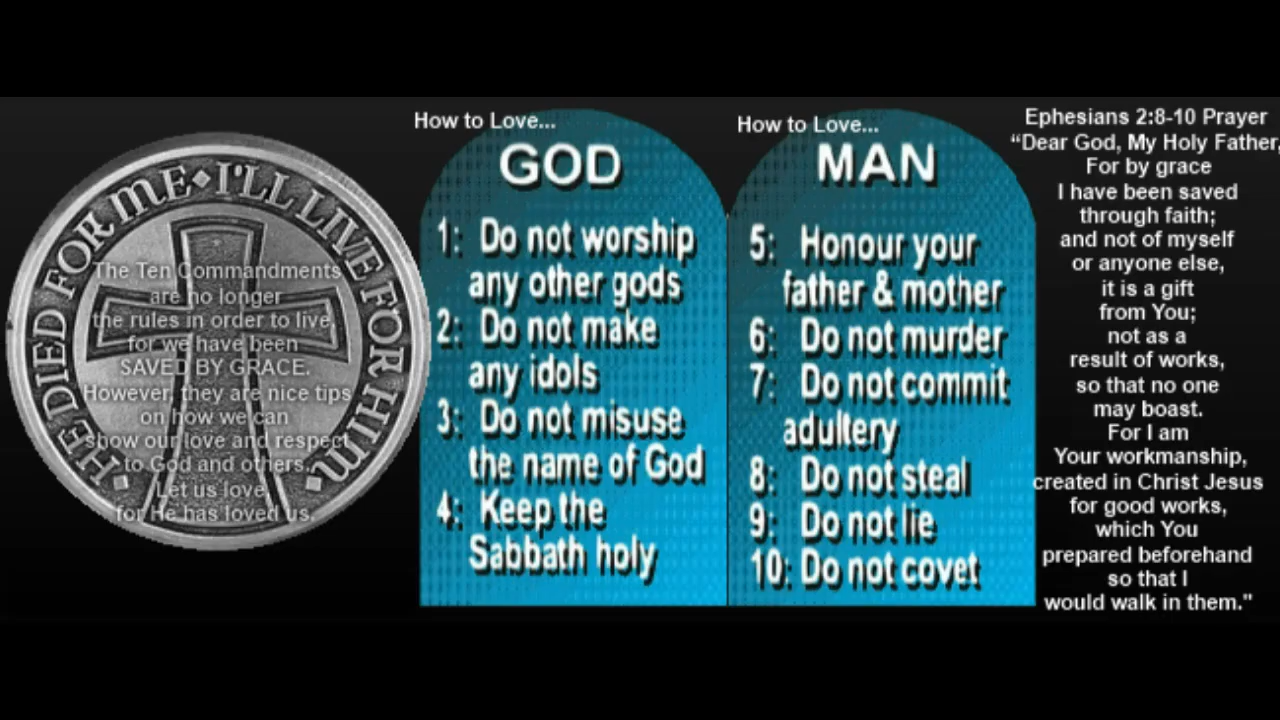 HE DIED FOR ME ◆ I'LL LIVE FOR HIM
The Ten Commandments
are no longer
the rules in order to live,
for we have been
SAVED BY GRACE.
However, they are nice tips
on how we can
show our love and respect
to God and others.
Let us love,
for He has loved us.
How to Love...
GOD
1: Do not worship
any other gods
2: Do not make
any idols
3: Do not misuse
the name of God
4: Keep the
Sabbath holy
How to Love...
MAN
5: Honour your
father & mother
6: Do not murder
7: Do not commit
adultery
8: Do not steal
9: Do not lie
10: Do not covet
Ephesians 2:8-10 Prayer
“Dear God, My Holy Father,
For by grace
I have been saved
through faith;
and not of myself
or anyone else,
it is a gift
from You;
not as a
result of works,
so that no one
may boast.
For I am
Your workmanship,
created in Christ Jesus
for good works,
which You
prepared beforehand
so that I
would walk in them.”